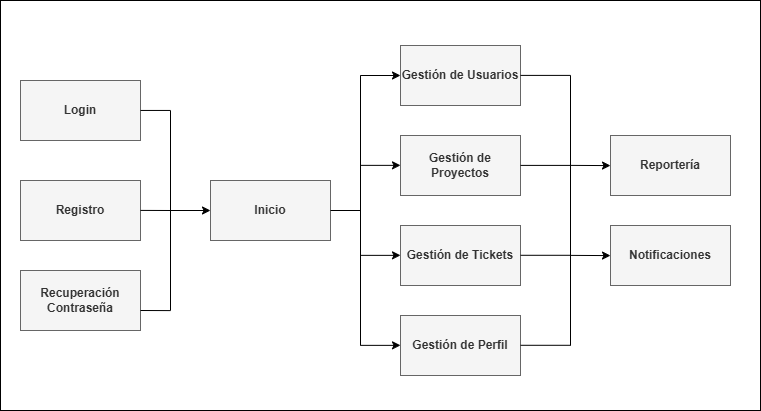 Login
Registro
Recuperación
Contraseña
Inicio
Gestión de Usuarios
Gestión de
Proyectos
Gestión de Tickets
Gestión de Perfil
Reportería
Notificaciones